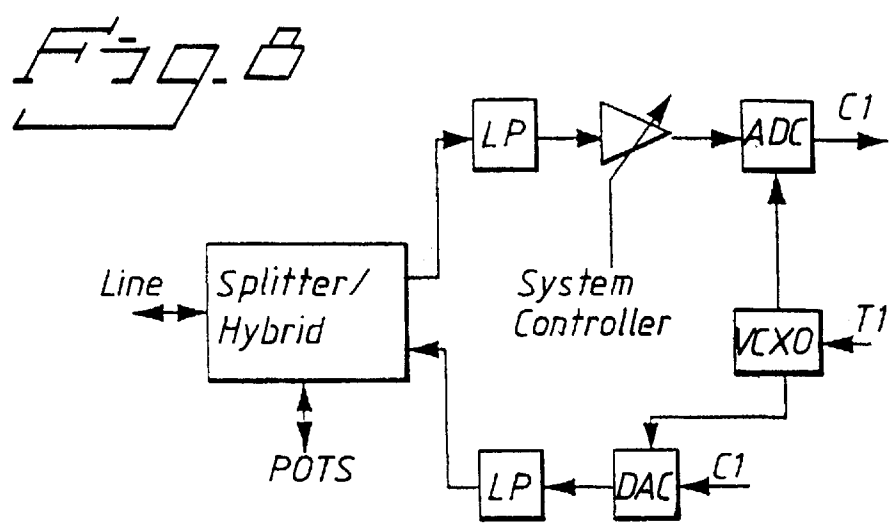 Fig. 8
LP
ADC
C1
Line
Splitter/
Hybrid
System
Controller
VCXO
T1
POTS
LP
DAC
C1